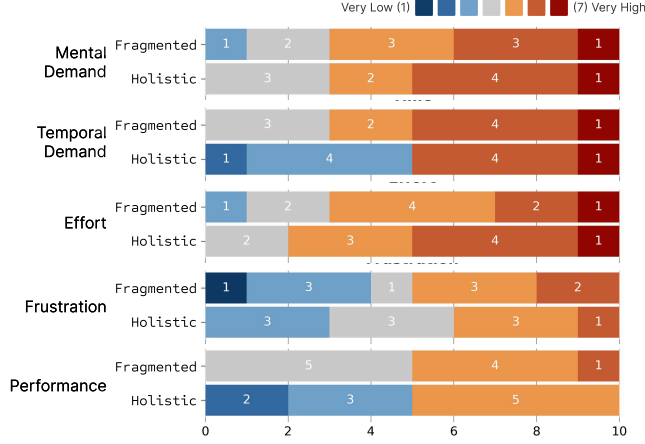 Very Low (1) (7) Very High
Mental
Demand
Fragmented 1 2 3 3 1
Holistic 3 2 4 1
Temporal
Demand
Fragmented 3 2 4 1
Holistic 1 4 4 1
Effort
Fragmented 1 2 4 2 1
Holistic 2 3 4 1
Frustration
Fragmented 1 3 1 3 2
Holistic 3 3 3 1
Performance
Fragmented 5 4 1
Holistic 2 3 5
0 2 4 6 8 10